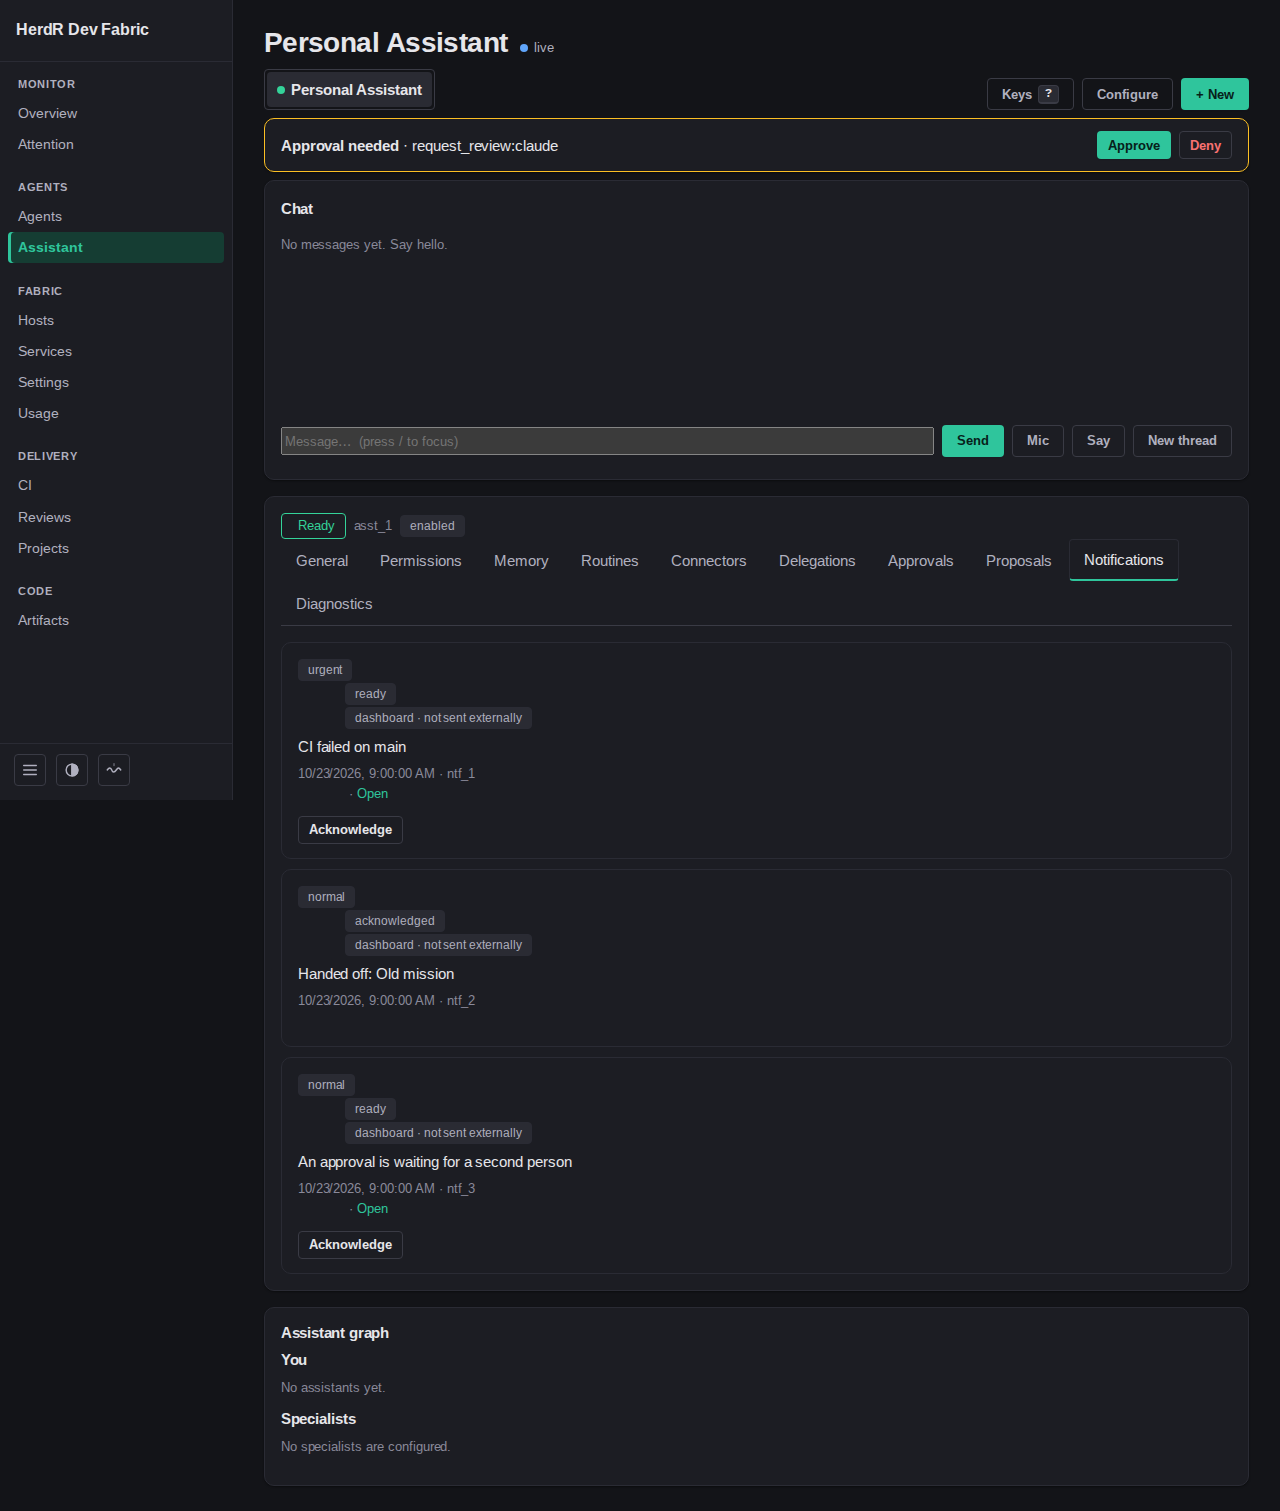 HerdR Dev Fabric
MONITOR
Overview
Attention
AGENTS
Agents
Assistant
FABRIC
Hosts
Services
Settings
Usage
DELIVERY
CI
Reviews
Projects
CODE
Artifacts
Personal Assistant live
Personal Assistant
Keys ? Configure + New
Approval needed · request_review:claude Approve Deny
Chat
No messages yet. Say hello.
Message… (press / to focus) Send Mic Say New thread
Ready asst_1 enabled
General Permissions Memory Routines Connectors Delegations Approvals Proposals Notifications
Diagnostics
urgent
ready
dashboard · not sent externally
CI failed on main
10/23/2026, 9:00:00 AM · ntf_1
· Open
Acknowledge
normal
acknowledged
dashboard · not sent externally
Handed off: Old mission
10/23/2026, 9:00:00 AM · ntf_2
normal
ready
dashboard · not sent externally
An approval is waiting for a second person
10/23/2026, 9:00:00 AM · ntf_3
· Open
Acknowledge
Assistant graph
You
No assistants yet.
Specialists
No specialists are configured.